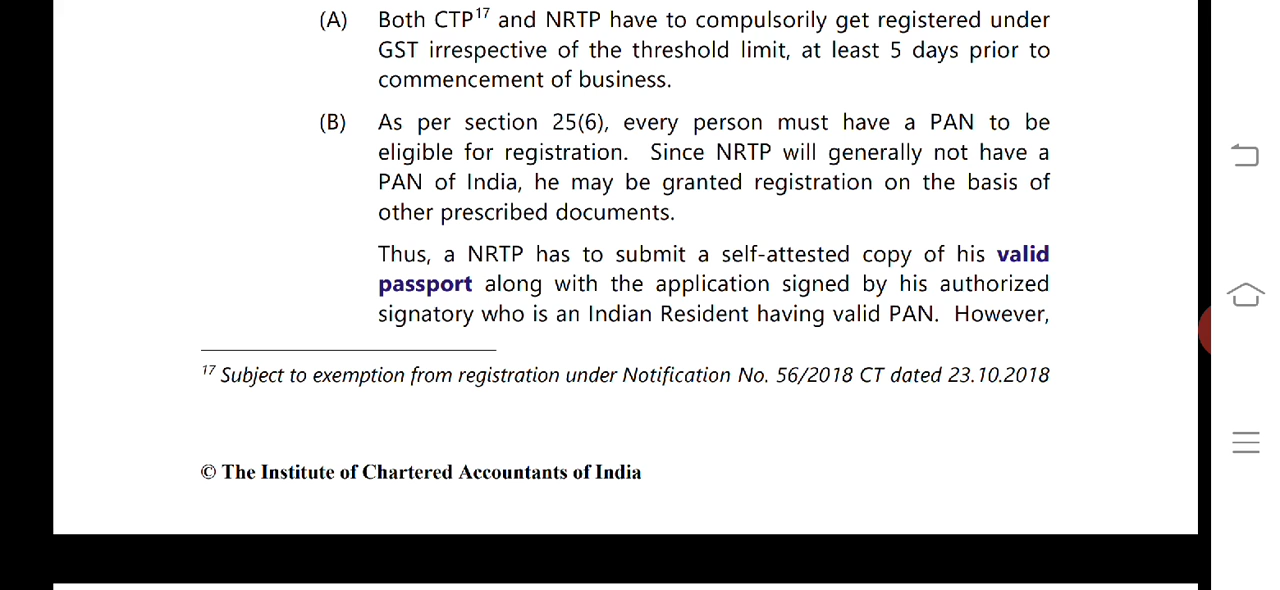 (A) Both CTP17 and NRTP have to compulsorily get registered under
GST irrespective of the threshold limit, at least 5 days prior to
commencement of business.
(B) As per section 25(6), every person must have a PAN to be
eligible for registration. Since NRTP will generally not have a
PAN of India, he may be granted registration on the basis of
other prescribed documents.
Thus, a NRTP has to submit a self-attested copy of his valid
passport along with the application signed by his authorized
signatory who is an Indian Resident having valid PAN. However,
17 Subject to exemption from registration under Notification No. 56/2018 CT dated 23.10.2018
© The Institute of Chartered Accountants of India